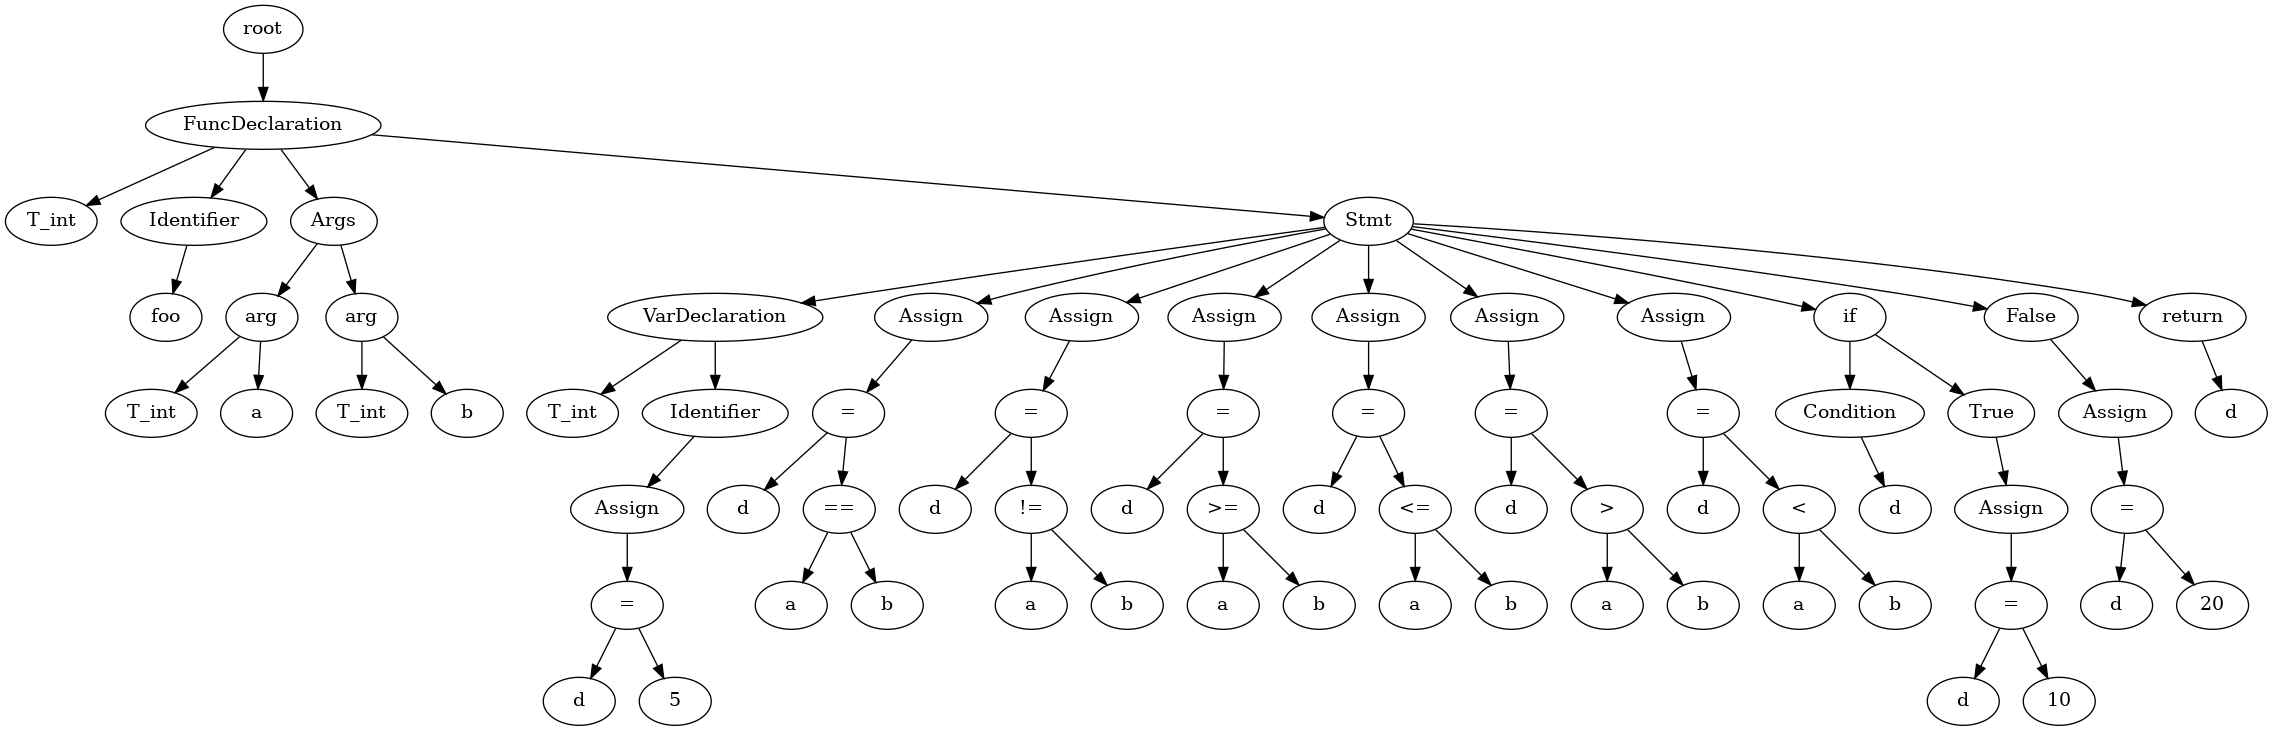 root
FuncDeclaration
T_int
Identifier
Args
Stmt
foo
arg
arg
VarDeclaration
Assign
Assign
Assign
Assign
Assign
Assign
if
False
return
T_int
a
T_int
b
T_int
Identifier
=
=
=
=
=
=
Condition
True
Assign
d
Assign
d
==
d
!=
d
>=
d
<=
d
>
d
<
d
Assign
=
=
a
b
a
b
a
b
a
b
a
b
a
b
=
d
20
d
5
d
10